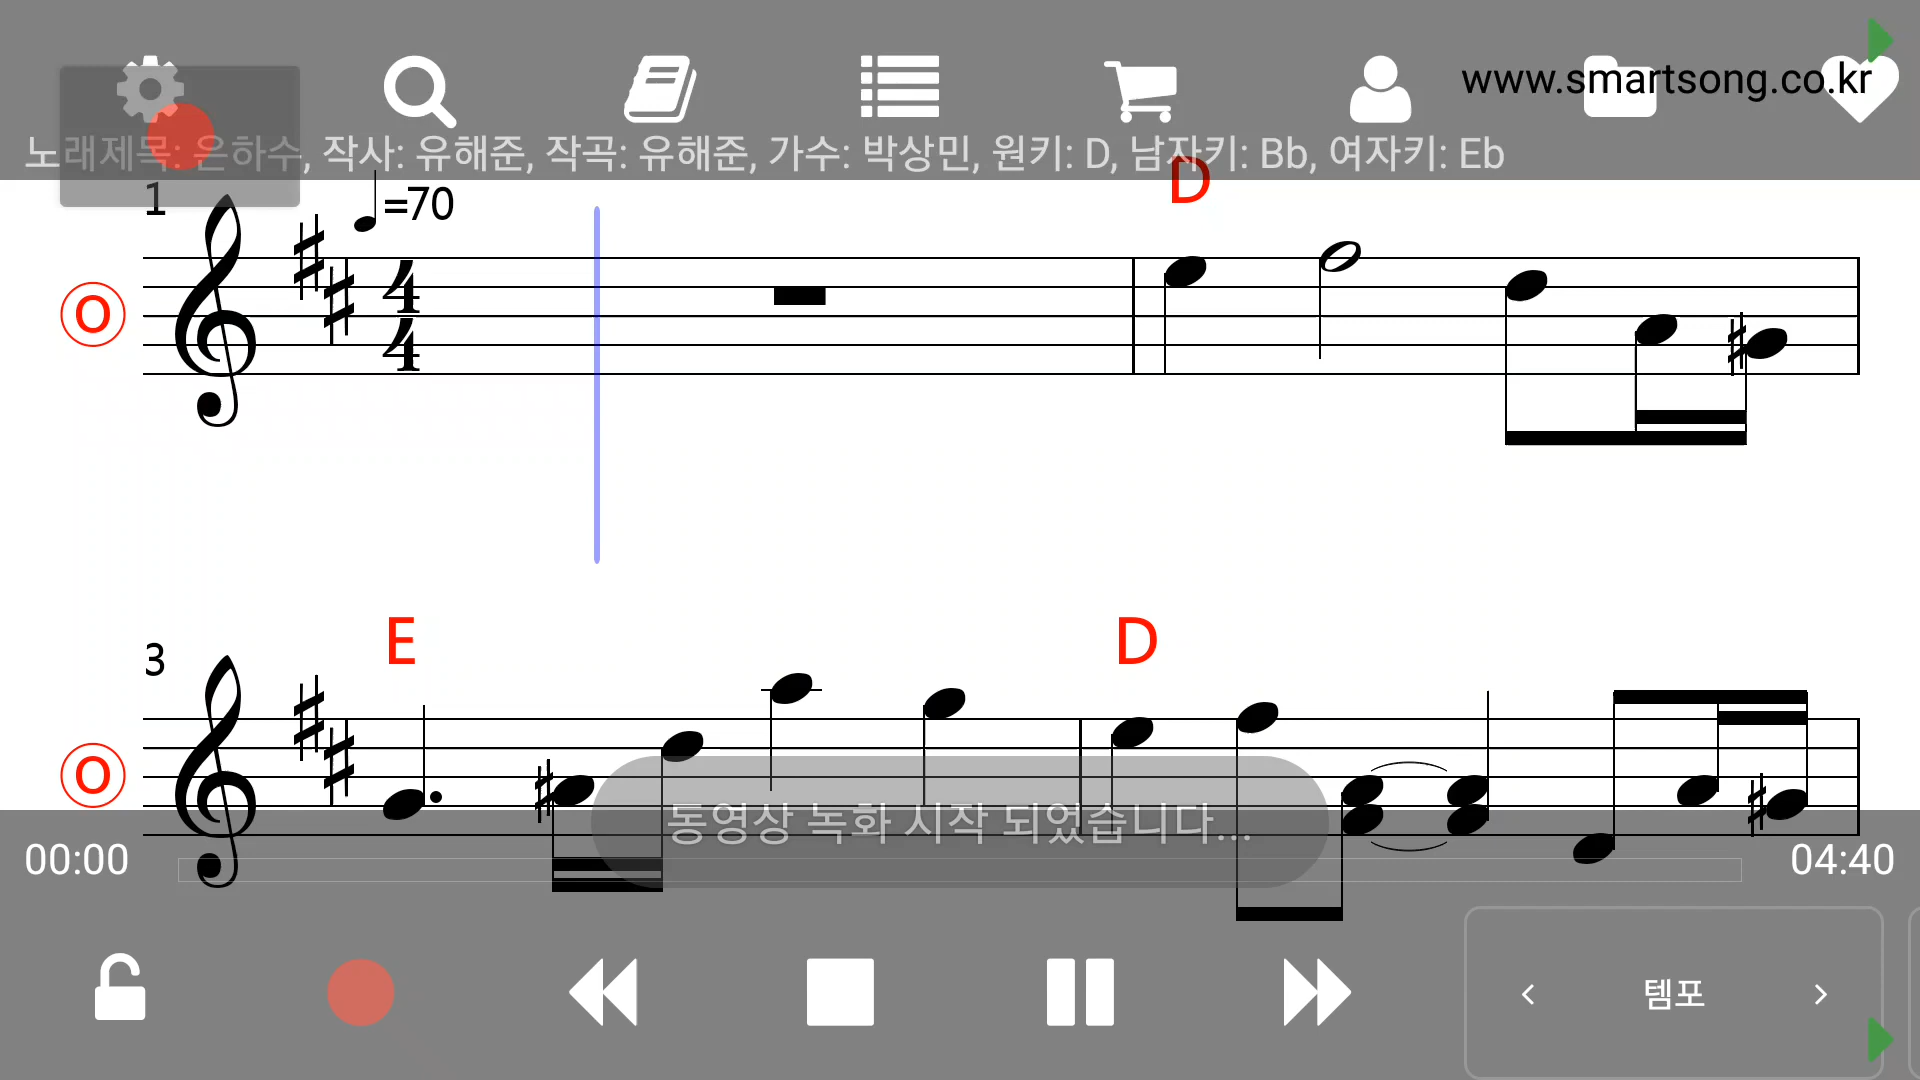 www.smartsong.co.kr
노래제목: 은하수, 작사: 유해준, 작곡: 유해준, 가수: 박상민, 원키: D, 남자키: Bb, 여자키: Eb
1 =70 D
O 4 4
3 E D
O
동영상 녹화 시작 되었습니다...
00:00 04:40
< 템포 >